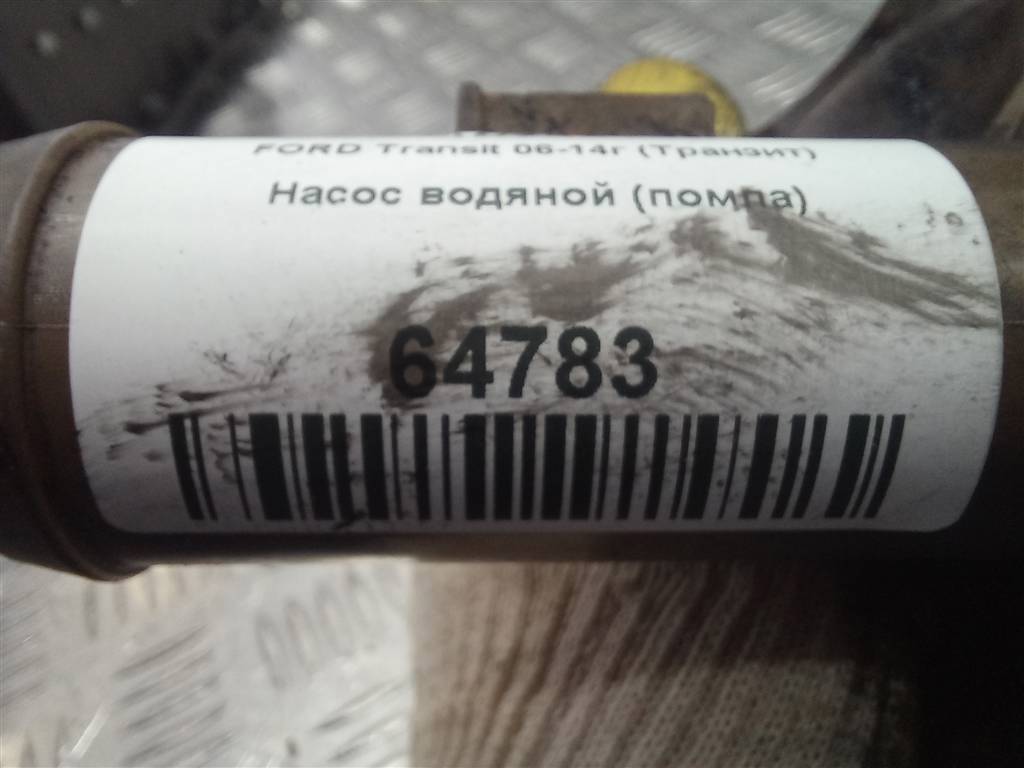 FORD Transit 06-14г (Транзит)
Насос водяной (помпа)
64783